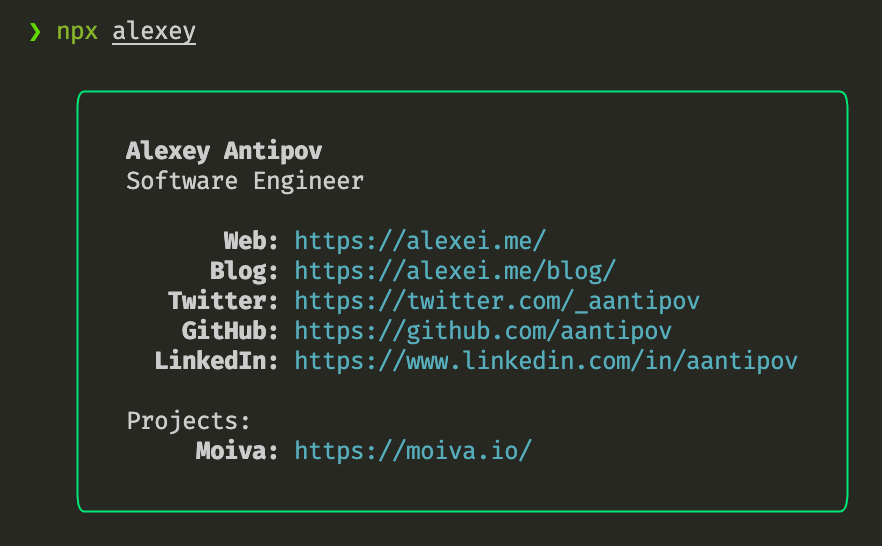 ❯ npx alexey
Alexey Antipov
Software Engineer
Web: https://alexei.me/
Blog: https://alexei.me/blog/
Twitter: https://twitter.com/_aantipov
GitHub: https://github.com/aantipov
LinkedIn: https://www.linkedin.com/in/aantipov
Projects:
Moiva: https://moiva.io/